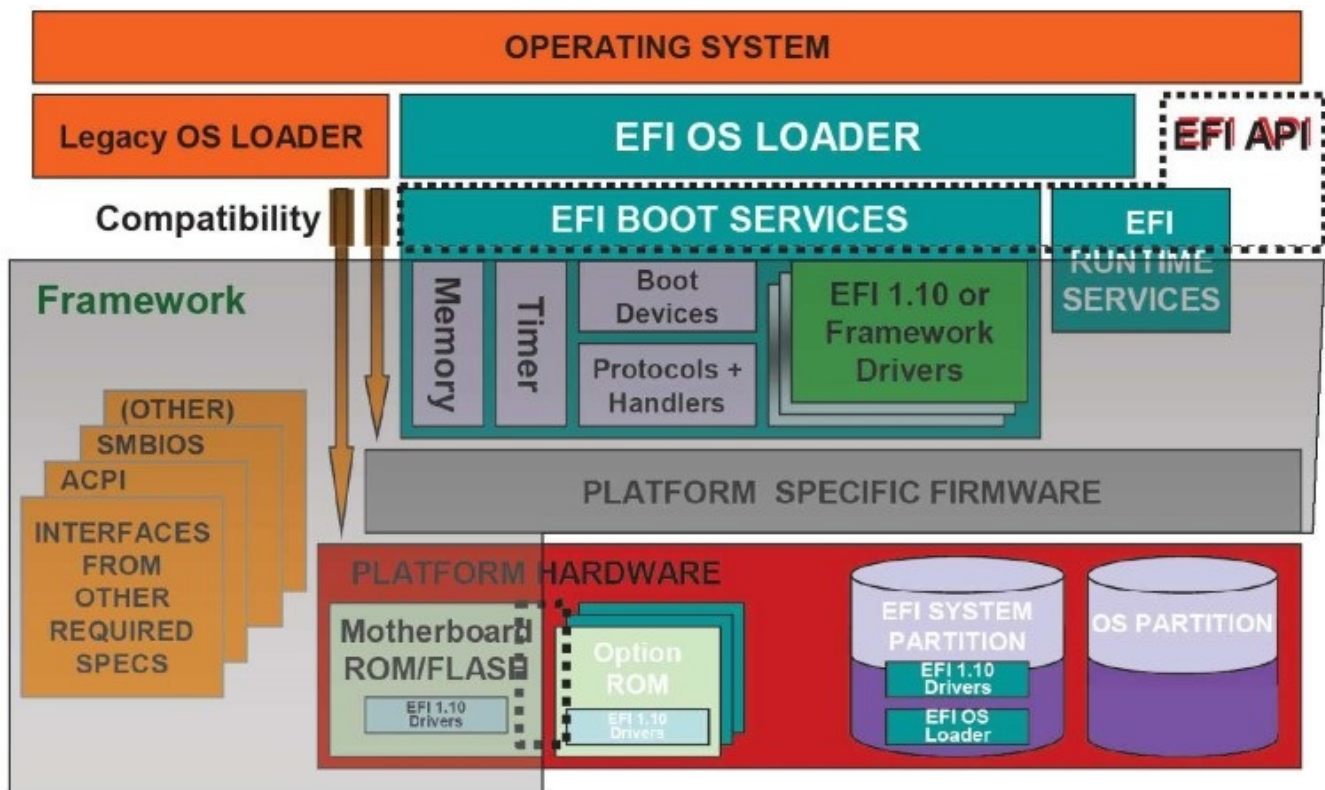 OPERATING SYSTEM
Legacy OS LOADER
EFI OS LOADER
EFI API
Compatibility
EFI BOOT SERVICES
EFI
RUNTIME
SERVICES
Framework
Memory
Timer
Boot
Devices
Protocols +
Handlers
EFI 1.10 or
Framework
Drivers
(OTHER)
SMBIOS
ACPI
INTERFACES
FROM
OTHER
REQUIRED
SPECS
PLATFORM SPECIFIC FIRMWARE
PLATFORM HARDWARE
Motherboard
ROM/FLASH
EFI 1.10
Drivers
Option
ROM
EFI 1.10
Drivers
EFI SYSTEM
PARTITION
EFI 1.10
Drivers
EFI OS
Loader
OS PARTITION